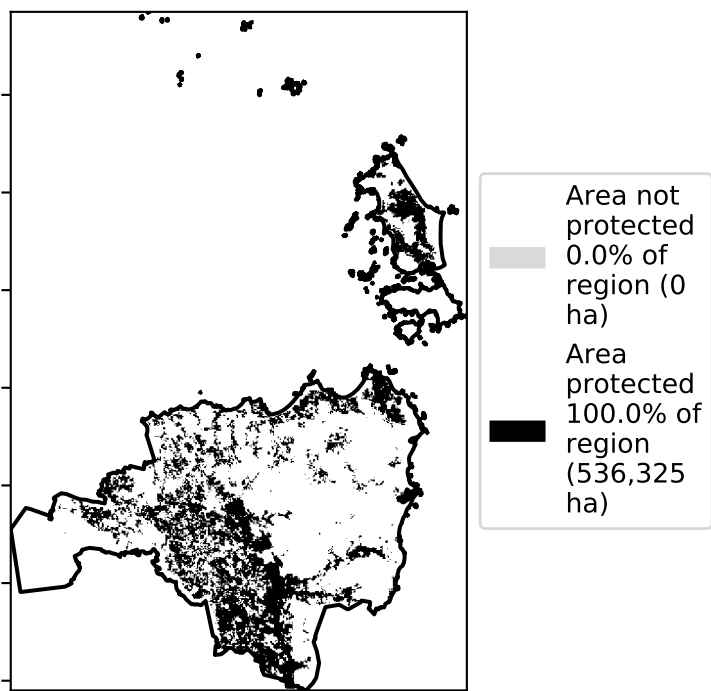 Area not
protected
0.0% of
region (0
ha)
Area
protected
100.0% of
region
(536,325
ha)